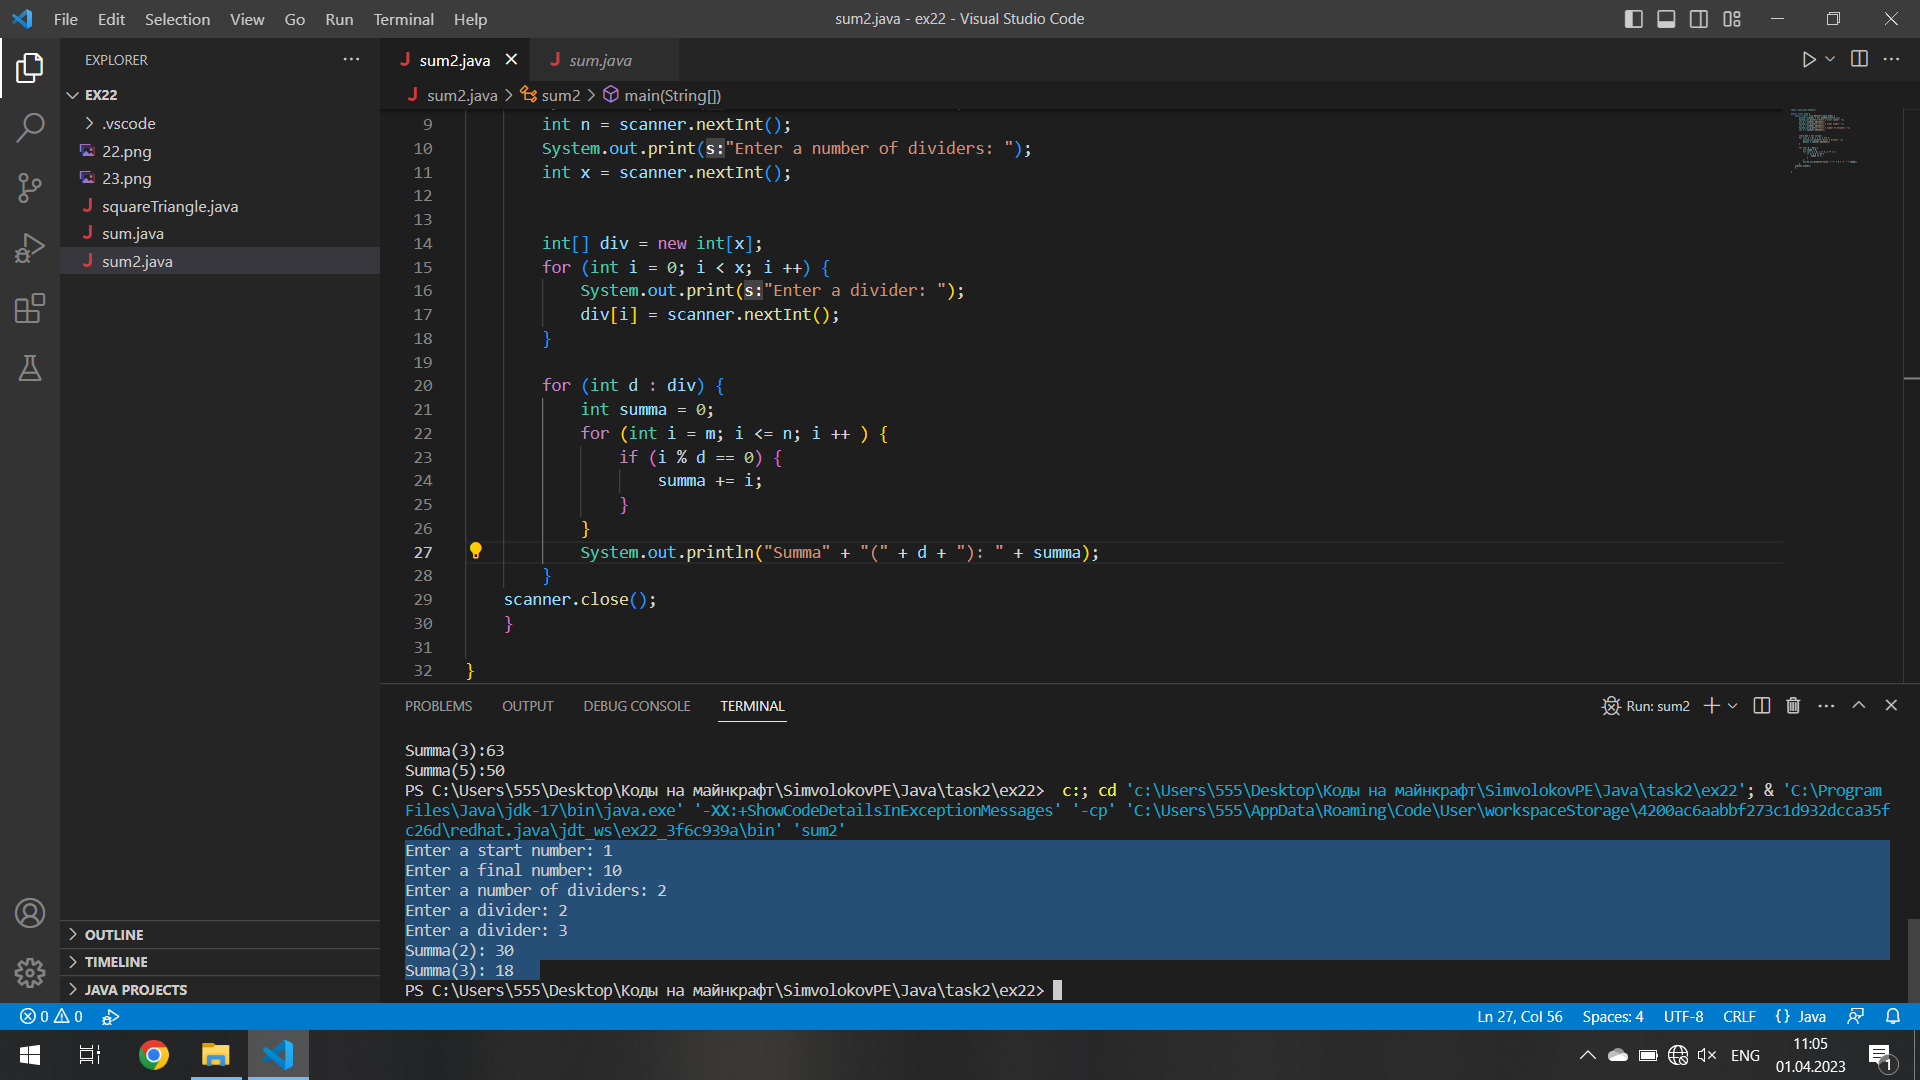 File Edit Selection View Go Run Terminal Help
sum2.java - ex22 - Visual Studio Code
EXPLORER
EX22
.vscode
22.png
23.png
squareTriangle.java
sum.java
sum2.java
OUTLINE
TIMELINE
JAVA PROJECTS
sum2.java sum.java
sum2.java > sum2 > main(String[])
9 int n = scanner.nextInt();
10 System.out.print(s:"Enter a number of dividers: ");
11 int x = scanner.nextInt();
12
13
14 int[] div = new int[x];
15 for (int i = 0; i < x; i ++) {
16 System.out.print(s:"Enter a divider: ");
17 div[i] = scanner.nextInt();
18 }
19
20 for (int d : div) {
21 int summa = 0;
22 for (int i = m; i <= n; i ++ ) {
23 if (i % d == 0) {
24 summa += i;
25 }
26 }
27 System.out.println("Summa" + "(" + d + "): " + summa);
28 }
29 scanner.close();
30 }
31
32 }
PROBLEMS OUTPUT DEBUG CONSOLE TERMINAL
Run: sum2
Summa(3):63
Summa(5):50
PS C:\Users\555\Desktop\Коды на майнкрафт\SimvolokovPE\Java\task2\ex22>  c:; cd 'c:\Users\555\Desktop\Коды на майнкрафт\SimvolokovPE\Java\task2\ex22'; & 'C:\Program
Files\Java\jdk-17\bin\java.exe' '-XX:+ShowCodeDetailsInExceptionMessages' '-cp' 'C:\Users\555\AppData\Roaming\Code\User\workspaceStorage\4200ac6aabbf273c1d932dcca35f
c26d\redhat.java\jdt_ws\ex22_3f6c939a\bin' 'sum2'
Enter a start number: 1
Enter a final number: 10
Enter a number of dividers: 2
Enter a divider: 2
Enter a divider: 3
Summa(2): 30
Summa(3): 18
PS C:\Users\555\Desktop\Коды на майнкрафт\SimvolokovPE\Java\task2\ex22>
0 0
Ln 27, Col 56 Spaces: 4 UTF-8 CRLF {} Java
ENG
11:05
01.04.2023
1